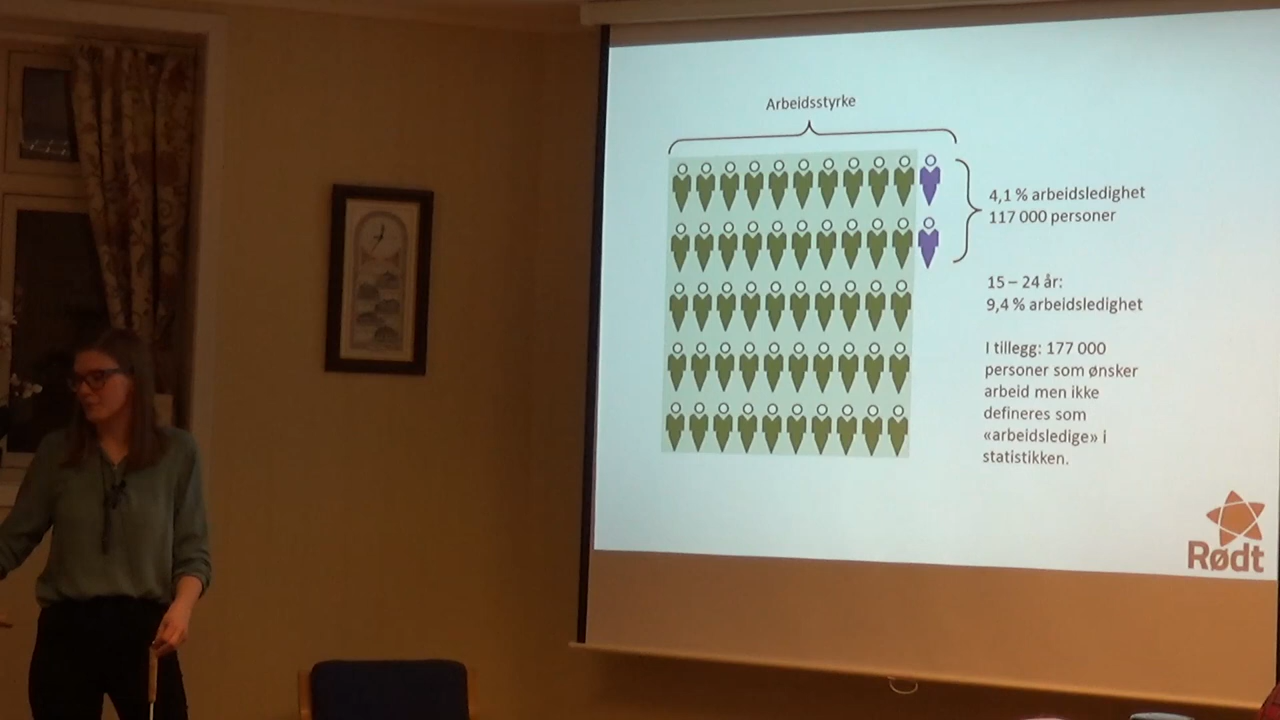 Arbeidsstyrke
4,1 % arbeidsledighet
117 000 personer
15 – 24 år:
9,4 % arbeidsledighet
I tillegg: 177 000
personer som ønsker
arbeid men ikke
defineres som
«arbeidsledige» i
statistikken.
Rødt